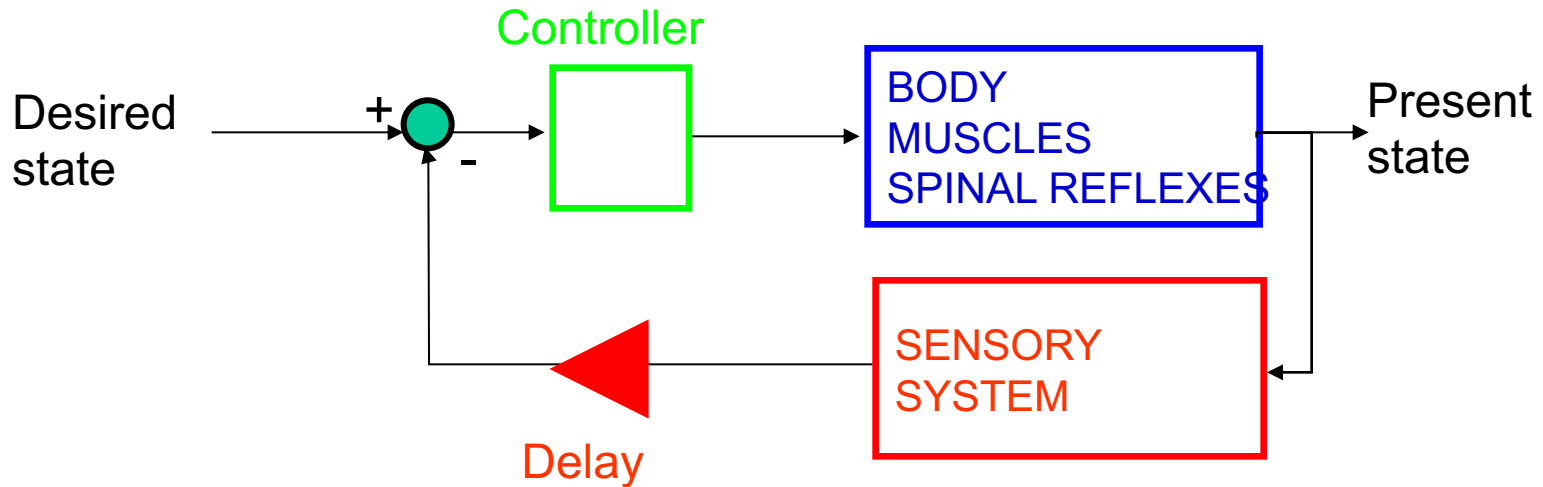 Controller
Desired
state
+
-
BODY
MUSCLES
SPINAL REFLEXES
Present
state
SENSORY
SYSTEM
Delay